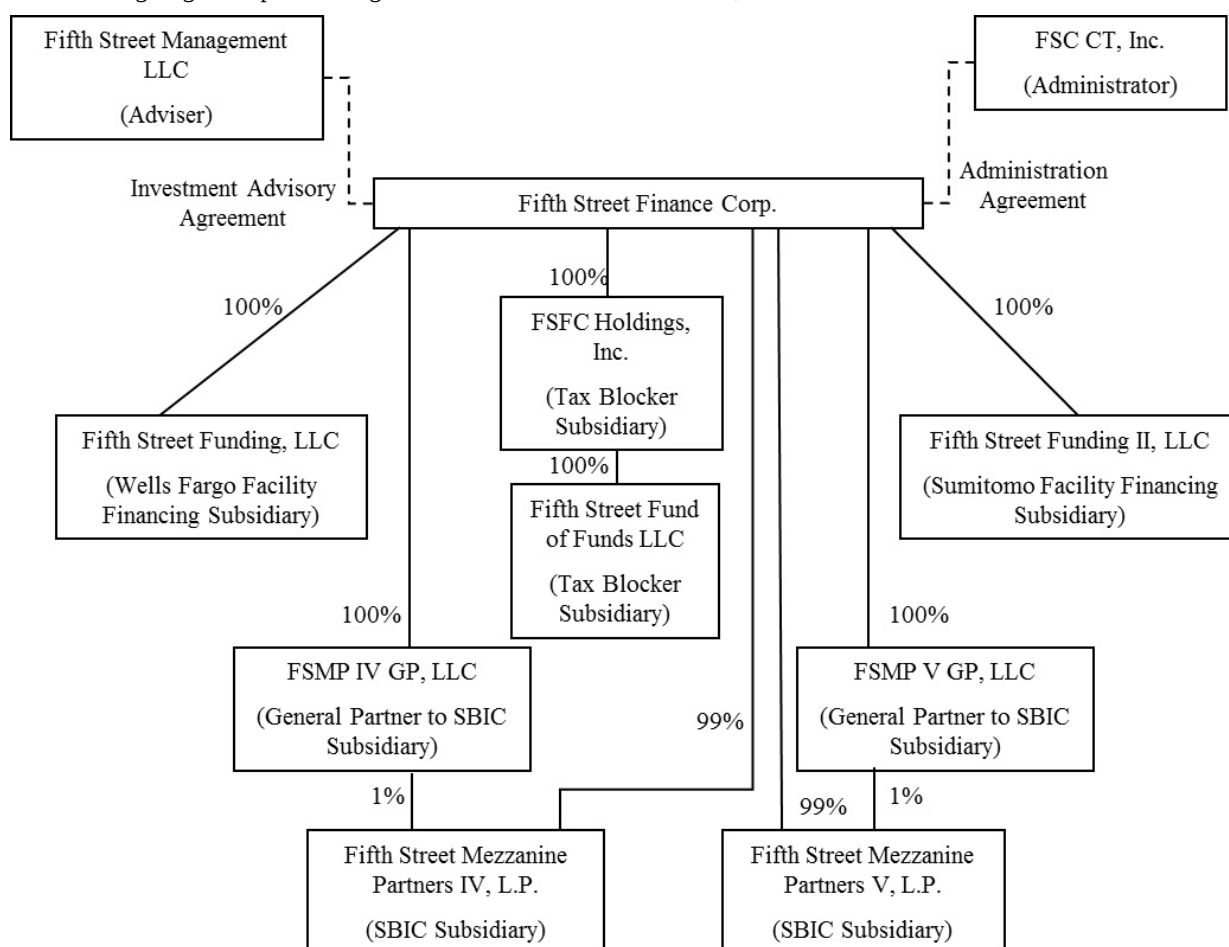 Fifth Street Management
LLC
(Adviser)
FSC CT, Inc.
(Administrator)
Investment Advisory
Agreement
Administration
Agreement
Fifth Street Finance Corp.
100%
100%
100%
FSFC Holdings,
Inc.
(Tax Blocker
Subsidiary)
Fifth Street Funding, LLC
(Wells Fargo Facility
Financing Subsidiary)
100%
Fifth Street Fund
of Funds LLC
(Tax Blocker
Subsidiary)
Fifth Street Funding II, LLC
(Sumitomo Facility Financing
Subsidiary)
100%
100%
FSMP IV GP, LLC
(General Partner to SBIC
Subsidiary)
99%
FSMP V GP, LLC
(General Partner to SBIC
Subsidiary)
1%
99%
1%
Fifth Street Mezzanine
Partners IV, L.P.
(SBIC Subsidiary)
Fifth Street Mezzanine
Partners V, L.P.
(SBIC Subsidiary)